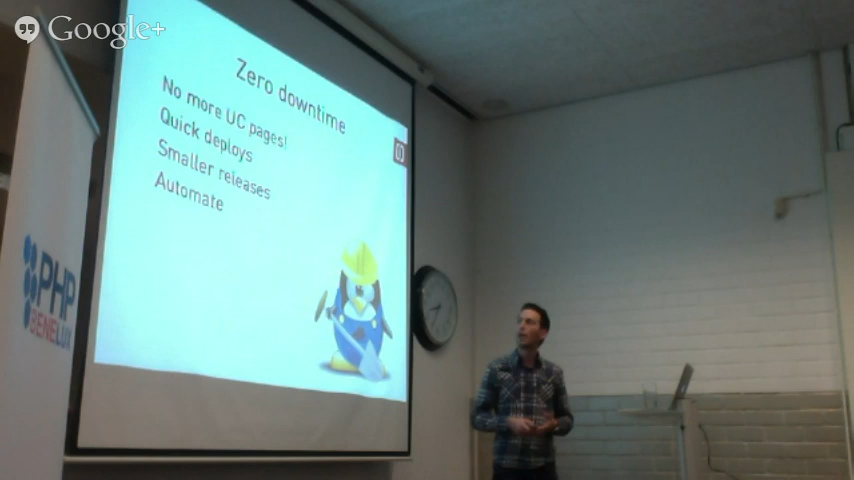 Google+
Zero downtime
No more UC pages!
Quick deploys
Smaller releases
Automate
PHP
BENELUX